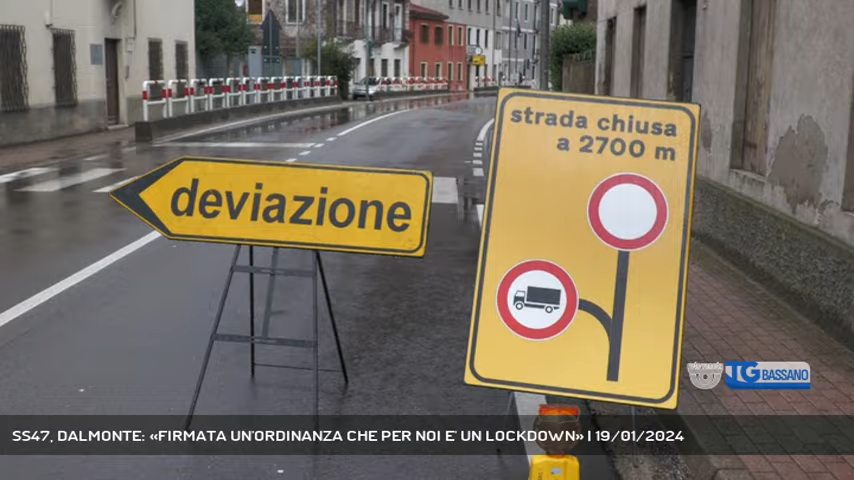 strada chiusa
a 2700 m
deviazione
TG BASSANO
SS47, DALMONTE: «FIRMATA UN'ORDINANZA CHE PER NOI E' UN LOCKDOWN» | 19/01/2024